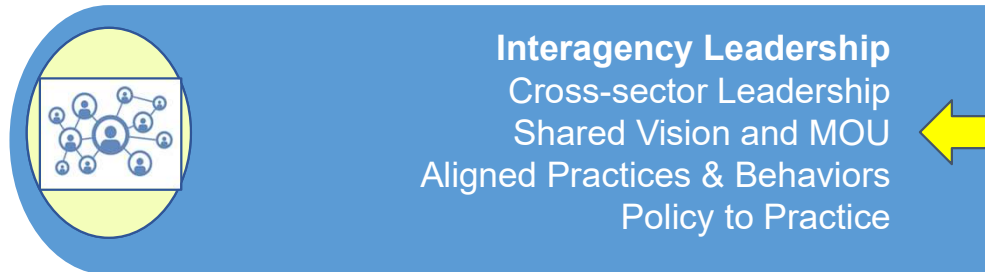 Interagency Leadership
Cross-sector Leadership
Shared Vision and MOU
Aligned Practices & Behaviors
Policy to Practice